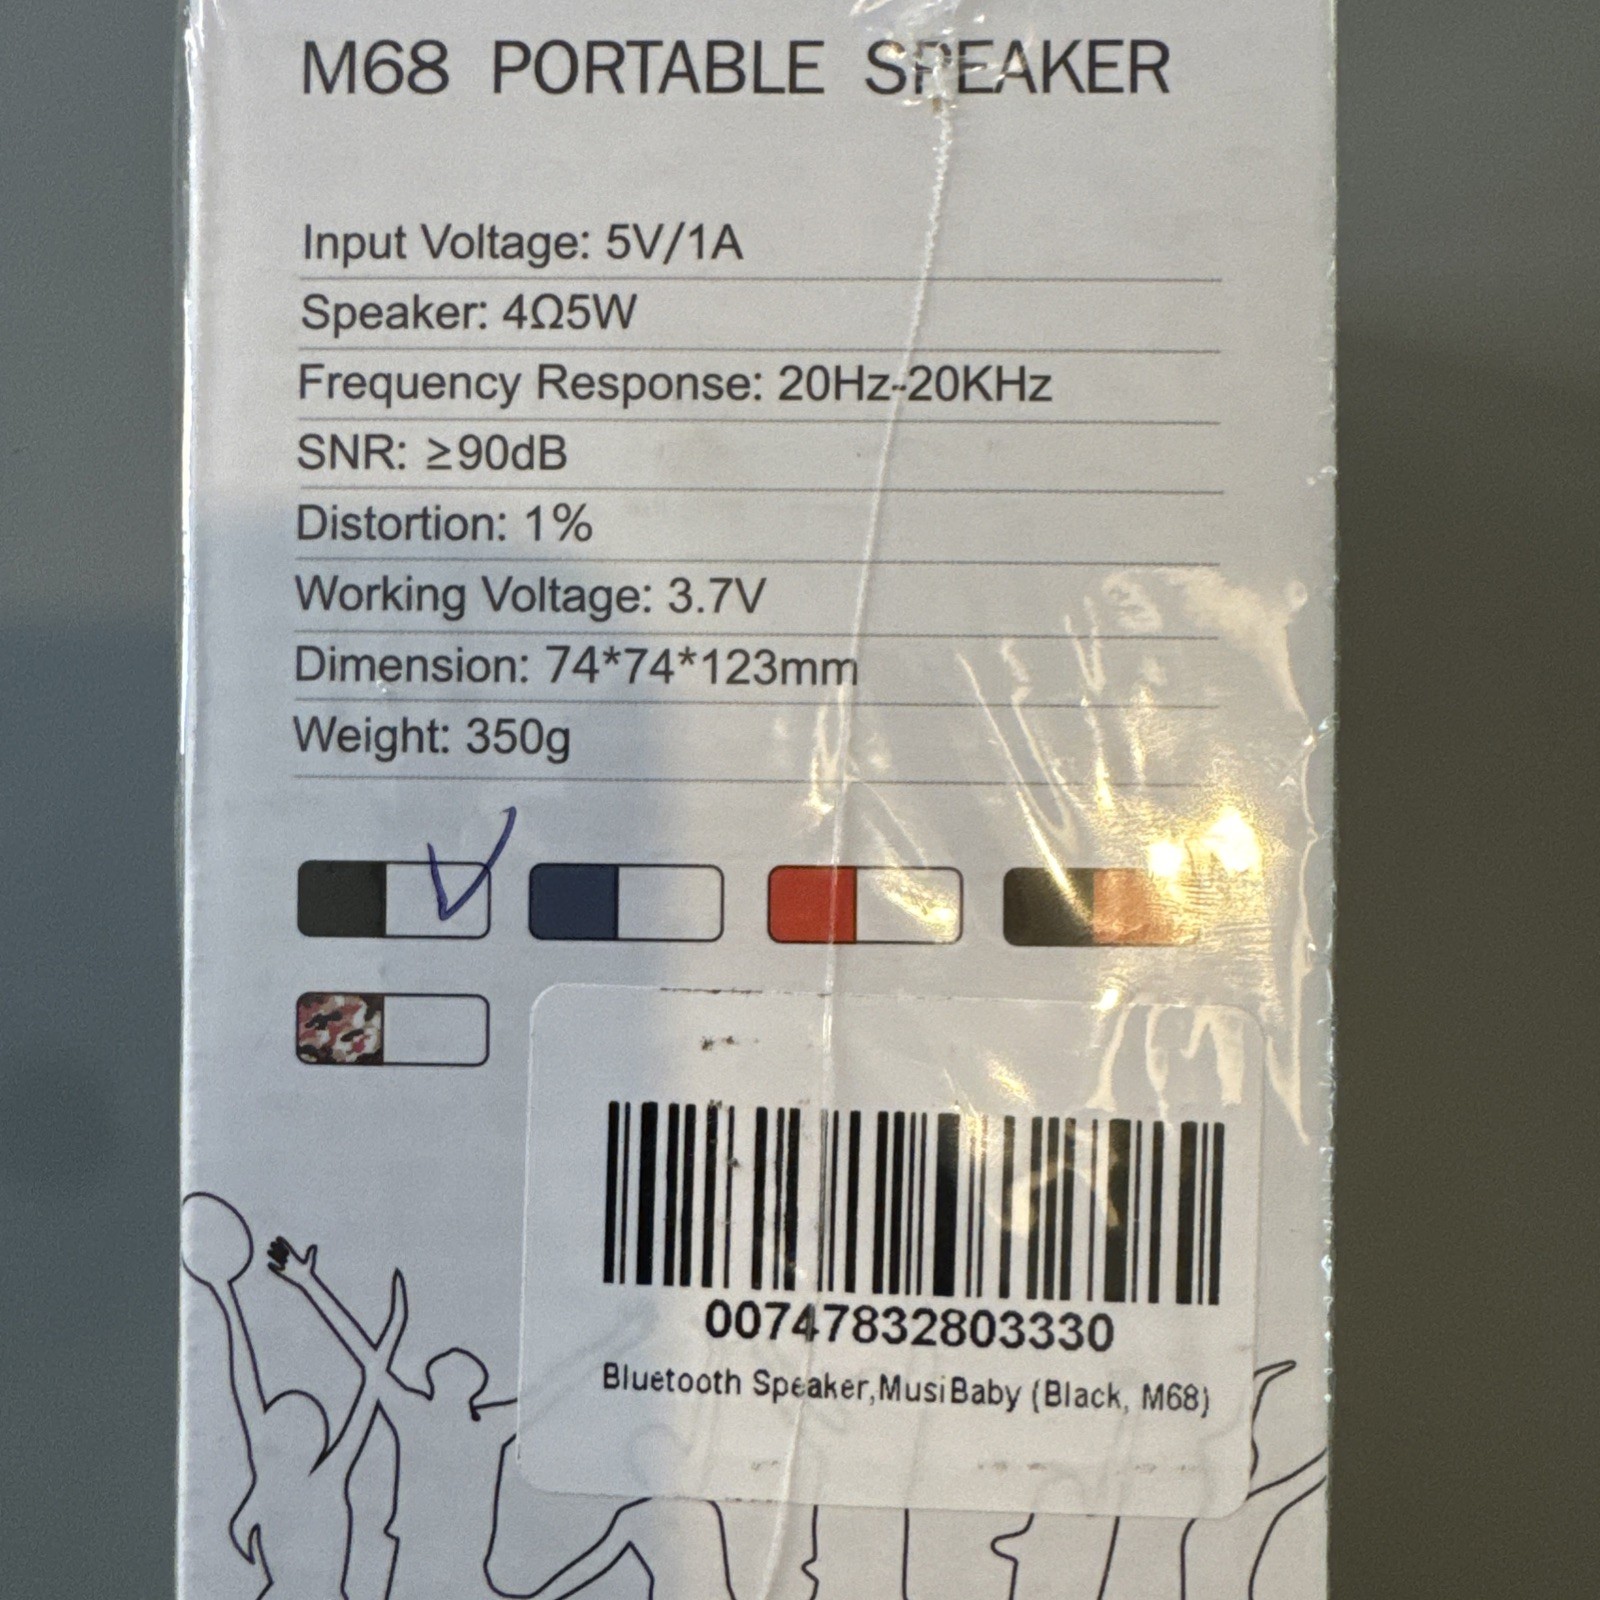 M68 PORTABLE SPEAKER
Input Voltage: 5V/1A
Speaker: 4Ω5W
Frequency Response: 20Hz-20KHz
SNR: ≥90dB
Distortion: 1%
Working Voltage: 3.7V
Dimension: 74*74*123mm
Weight: 350g
00747832803330
Bluetooth Speaker,MusiBaby (Black, M68)